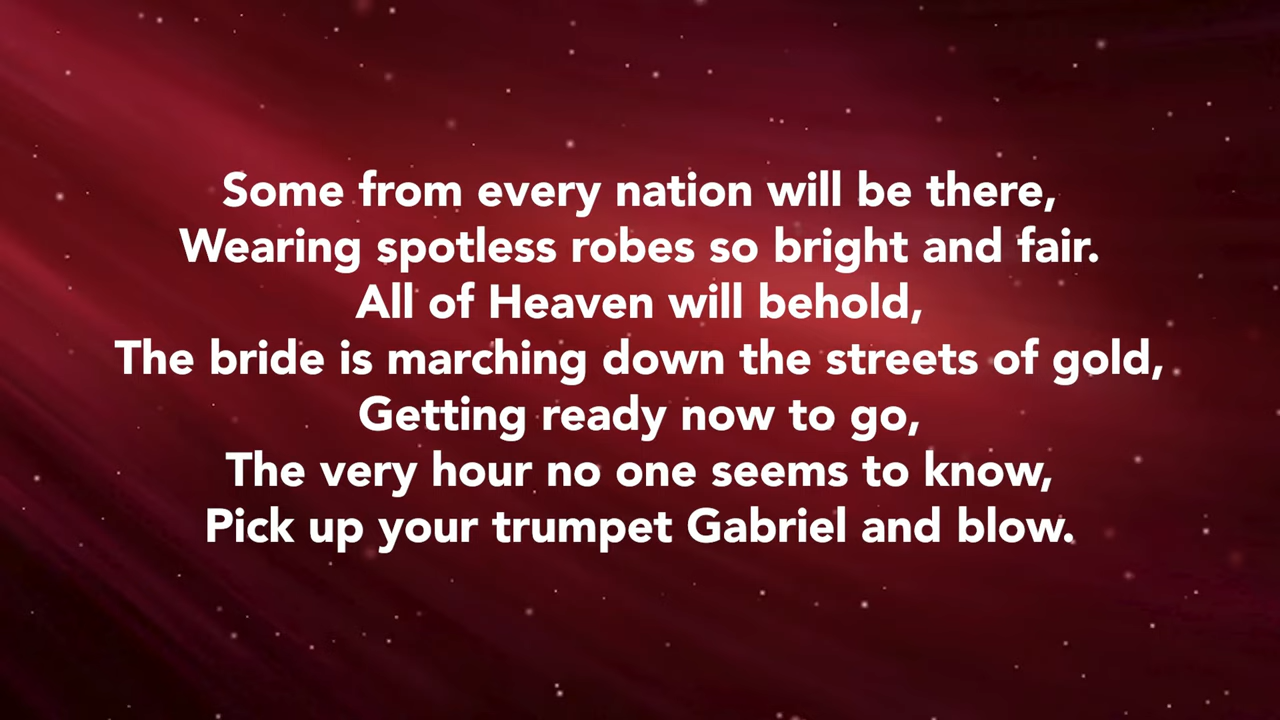 Some from every nation will be there,
Wearing spotless robes so bright and fair.
All of Heaven will behold,
The bride is marching down the streets of gold,
Getting ready now to go,
The very hour no one seems to know,
Pick up your trumpet Gabriel and blow.